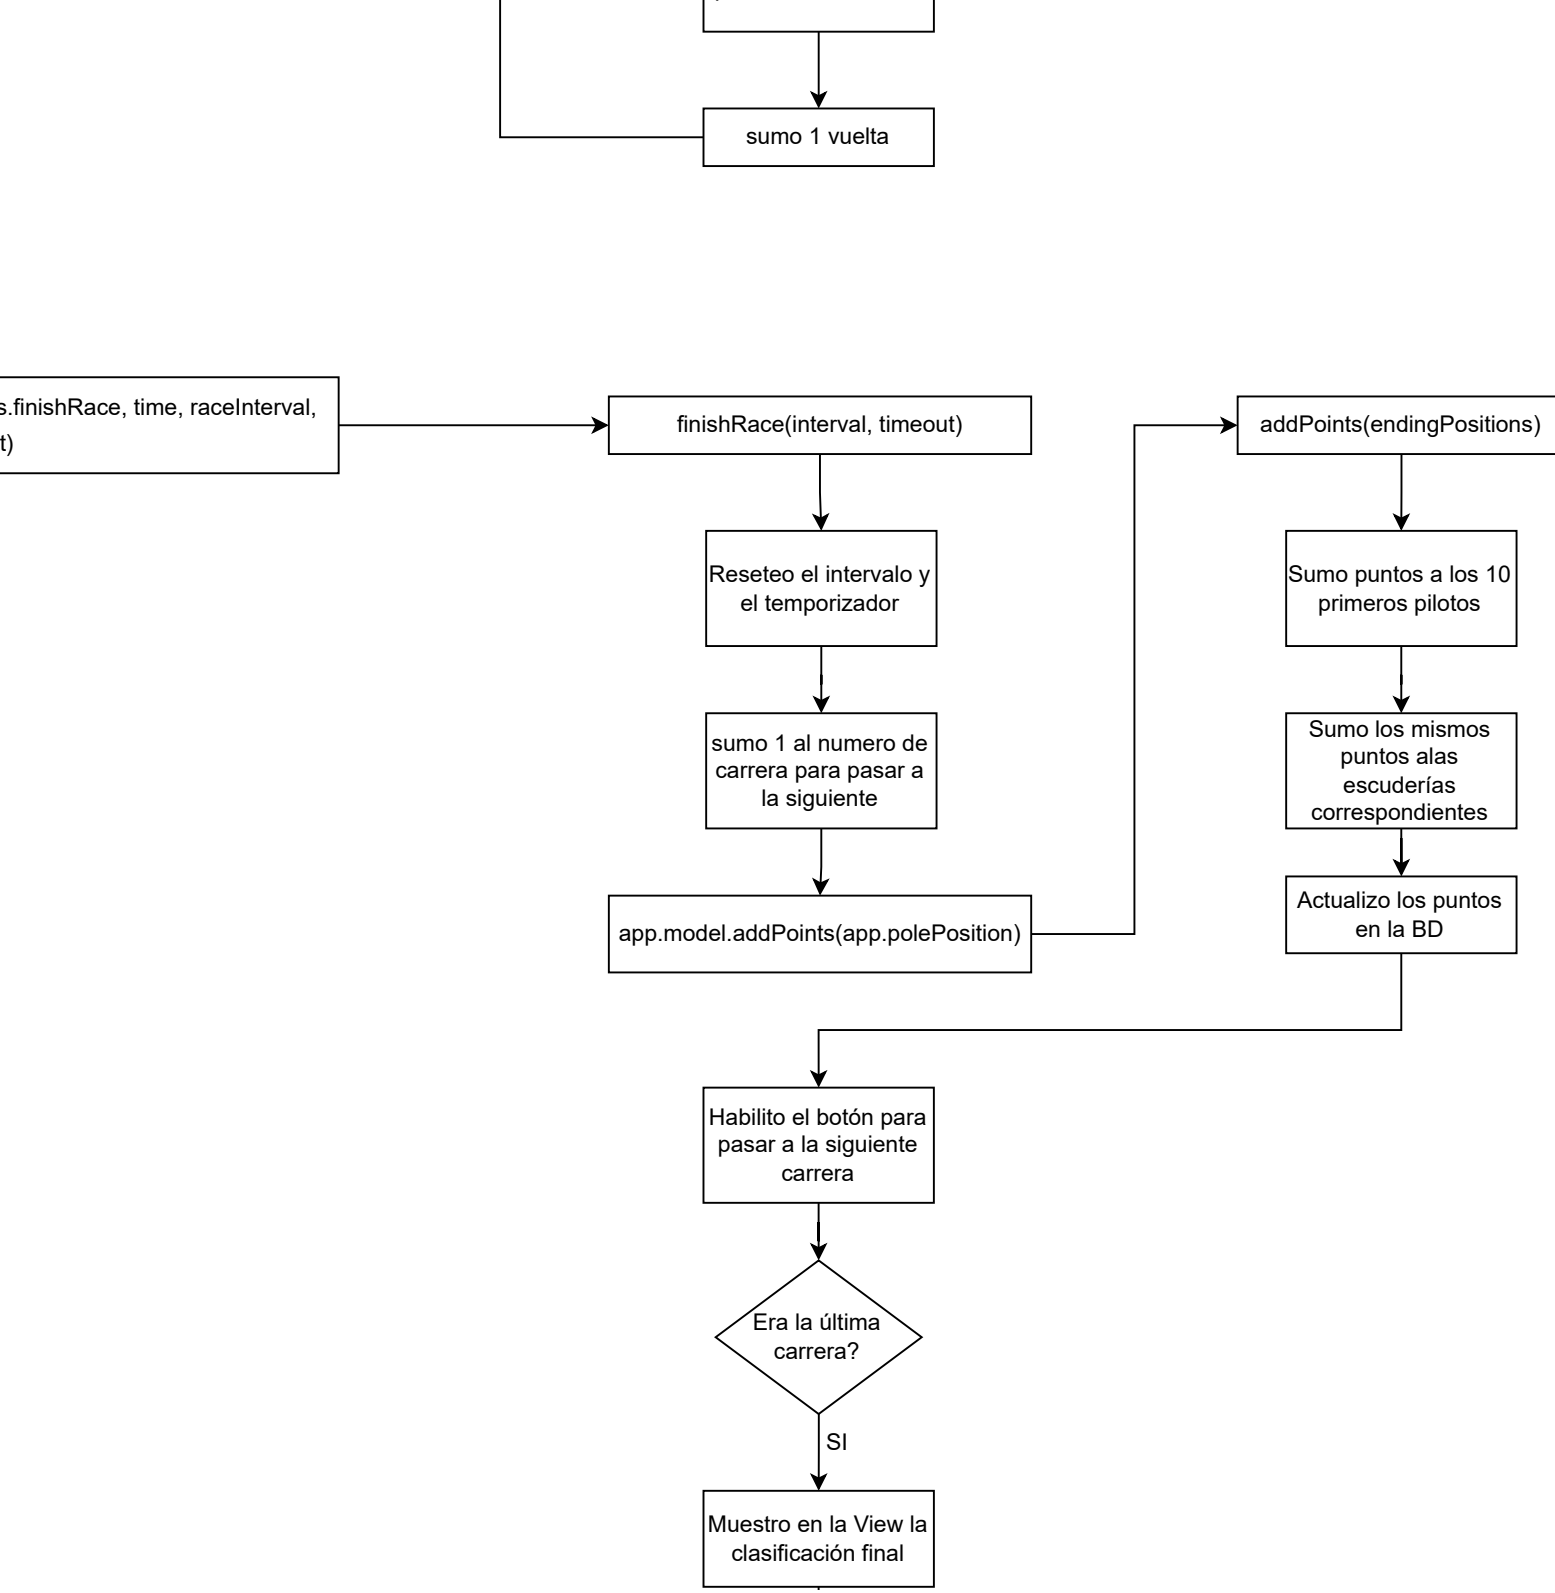 sumo 1 vuelta
s.finishRace, time, raceInterval,
t)
finishRace(interval, timeout)
addPoints(endingPositions)
Reseteo el intervalo y
el temporizador
Sumo puntos a los 10
primeros pilotos
sumo 1 al numero de
carrera para pasar a
la siguiente
Sumo los mismos
puntos alas
escuderías
correspondientes
app.model.addPoints(app.polePosition)
Actualizo los puntos
en la BD
Habilito el botón para
pasar a la siguiente
carrera
Era la última
carrera?
SI
Muestro en la View la
clasificación final